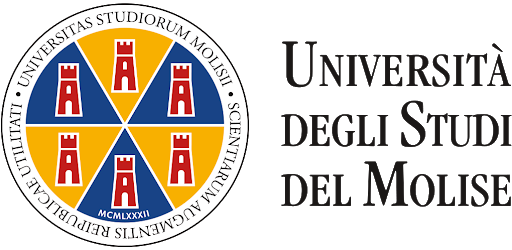 · UNIVERSITAS STUDIORUM MOLISII · SCIENTIARUM AUGMENTIS REIPUBLICAE UTILITATI
MCMLXXXII
UNIVERSITÀ
DEGLI STUDI
DEL MOLISE